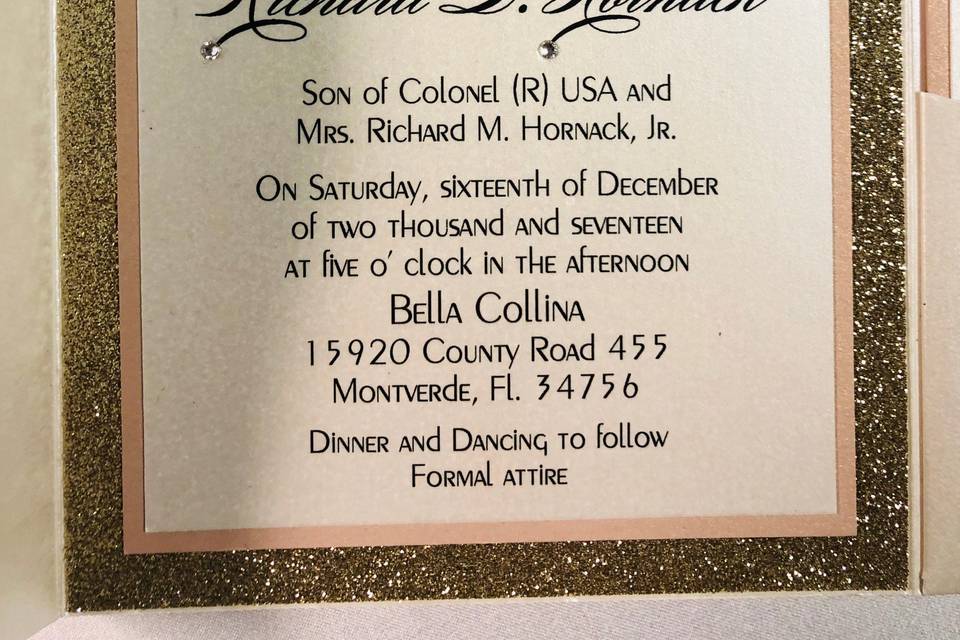 Richard D. Hornack
Son of Colonel (R) USA and
Mrs. Richard M. Hornack, Jr.
On Saturday, sixteenth of December
of two thousand and seventeen
at five o' clock in the afternoon
Bella Collina
15920 County Road 455
Montverde, Fl. 34756
Dinner and Dancing to follow
Formal attire